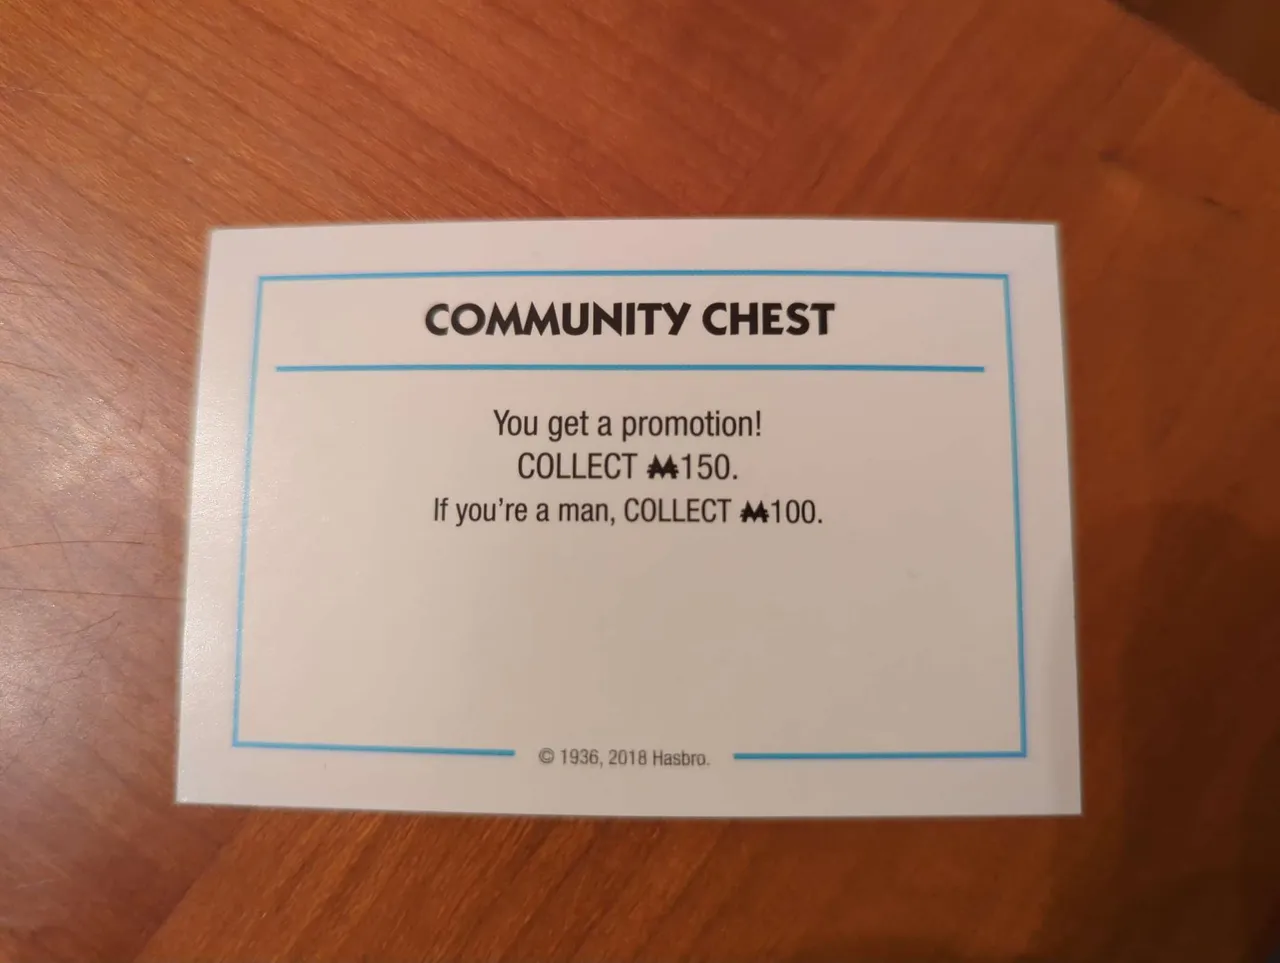 COMMUNITY CHEST
You get a promotion!
COLLECT ₩150.
If you're a man, COLLECT ₩100.
© 1936, 2018 Hasbro.